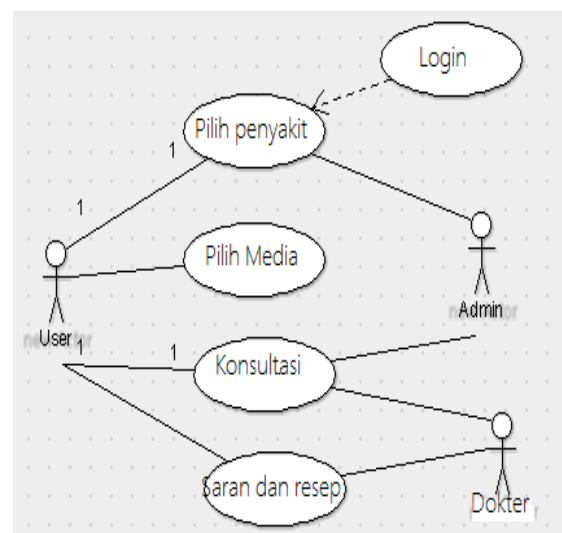 Login
Pilih penyakit
1
1
Pilih Media
User
Admin
1
1
Konsultasi
Saran dan resep
Dokter